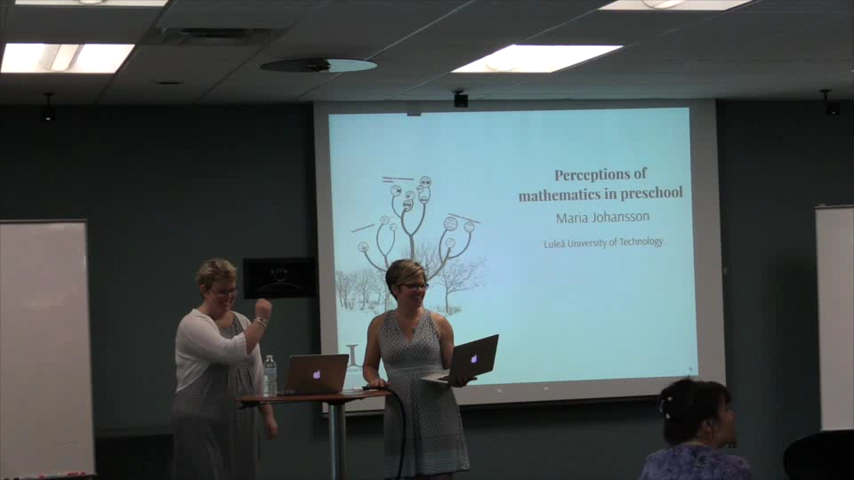 Perceptions of
mathematics in preschool
Maria Johansson
Luleå University of Technology